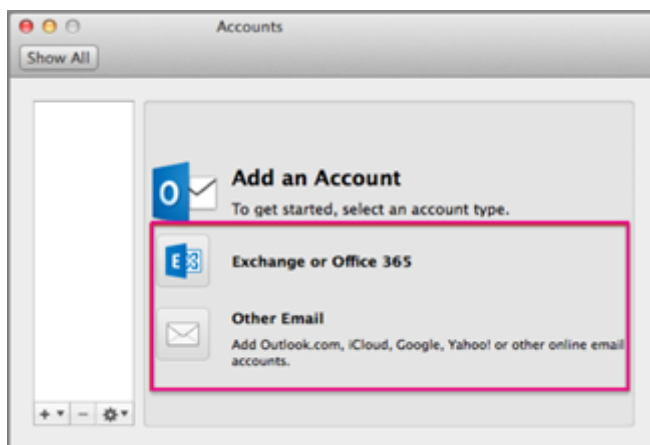 Accounts
Show All
Add an Account
To get started, select an account type.
Exchange or Office 365
Other Email
Add Outlook.com, iCloud, Google, Yahoo! or other online email
accounts.